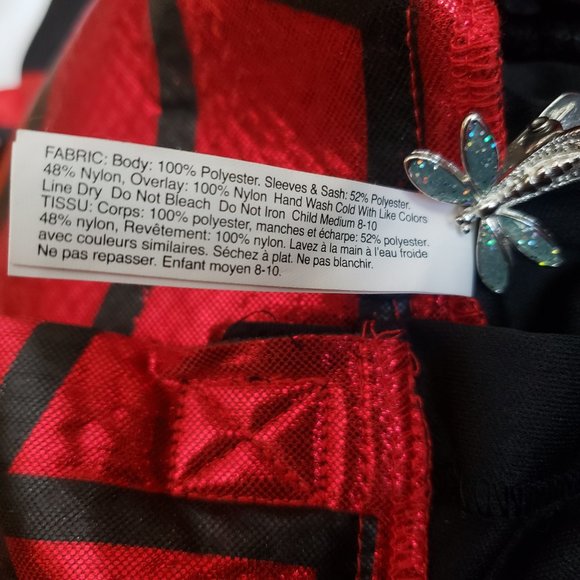 FABRIC: Body: 100% Polyester. Sleeves & Sash: 52% Polyester.
48% Nylon, Overlay: 100% Nylon Hand Wash Cold With Like Colors
Line Dry Do Not Bleach Do Not Iron Child Medium 8-10
TISSU: Corps: 100% polyester, manches et écharpe: 52% polyester.
48% nylon, Revêtement: 100% nylon. Lavez à la main à l'eau froide
avec couleurs similaires. Séchez à plat. Ne pas blanchir.
Ne pas repasser. Enfant moyen 8-10.